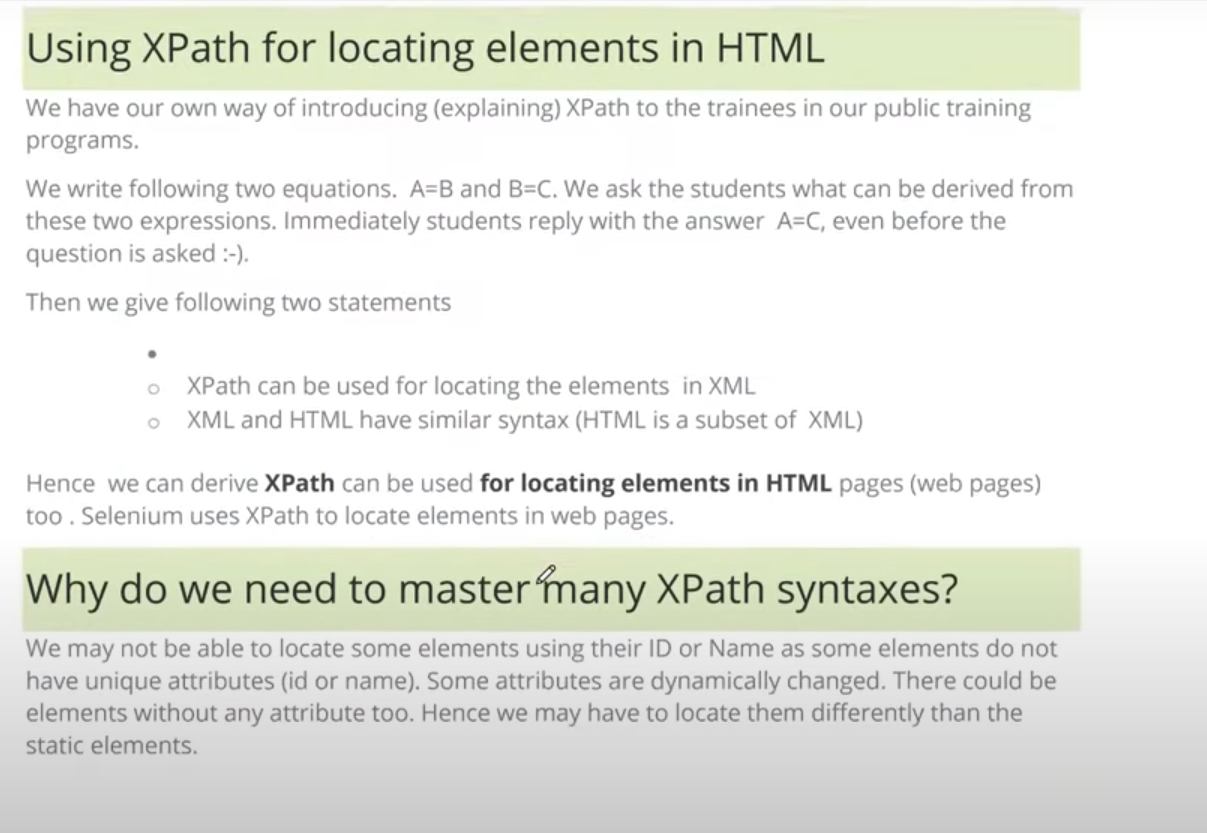 Using XPath for locating elements in HTML
We have our own way of introducing (explaining) XPath to the trainees in our public training
programs.
We write following two equations.  A=B and B=C. We ask the students what can be derived from
these two expressions. Immediately students reply with the answer  A=C, even before the
question is asked :-).
Then we give following two statements
•
○ XPath can be used for locating the elements  in XML
○ XML and HTML have similar syntax (HTML is a subset of  XML)
Hence  we can derive XPath can be used for locating elements in HTML pages (web pages)
too . Selenium uses XPath to locate elements in web pages.
Why do we need to master many XPath syntaxes?
We may not be able to locate some elements using their ID or Name as some elements do not
have unique attributes (id or name). Some attributes are dynamically changed. There could be
elements without any attribute too. Hence we may have to locate them differently than the
static elements.